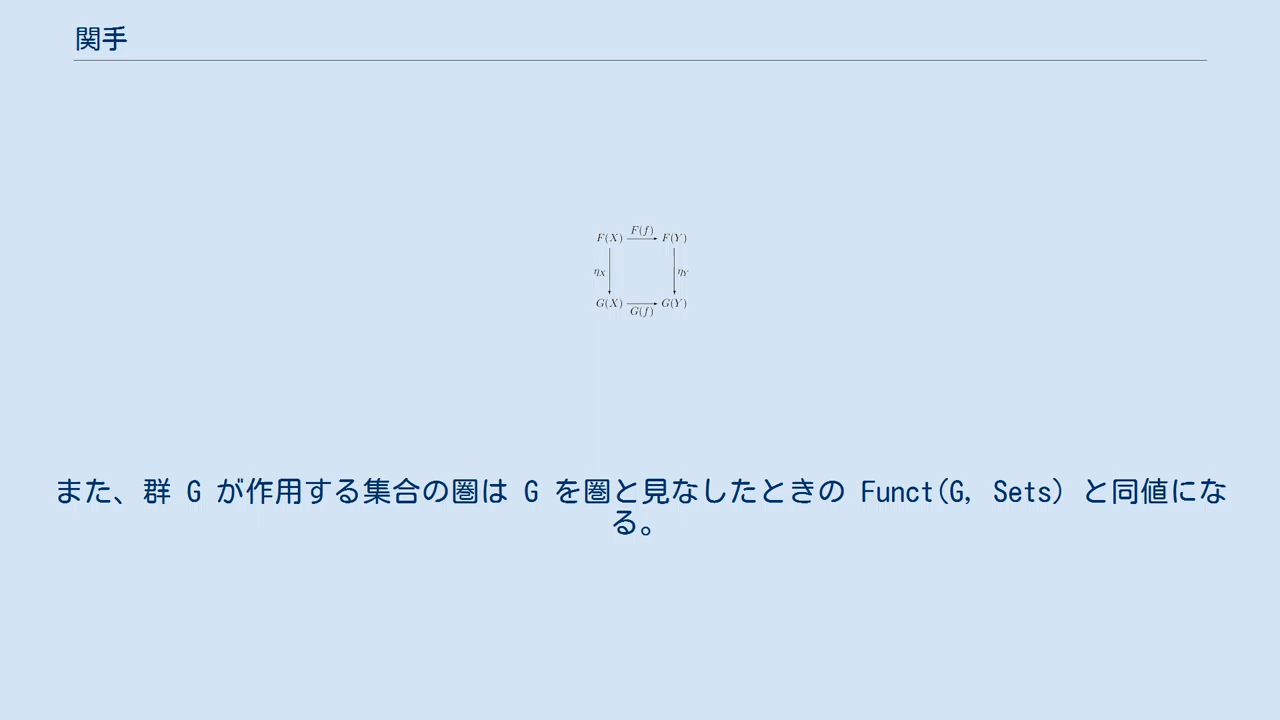 関手
F(f)
F(X) F(Y)
η_X η_Y
G(X) G(Y)
G(f)
また、群 G が作用する集合の圏は G を圏と見なしたときの Funct(G, Sets) と同値にな
る。